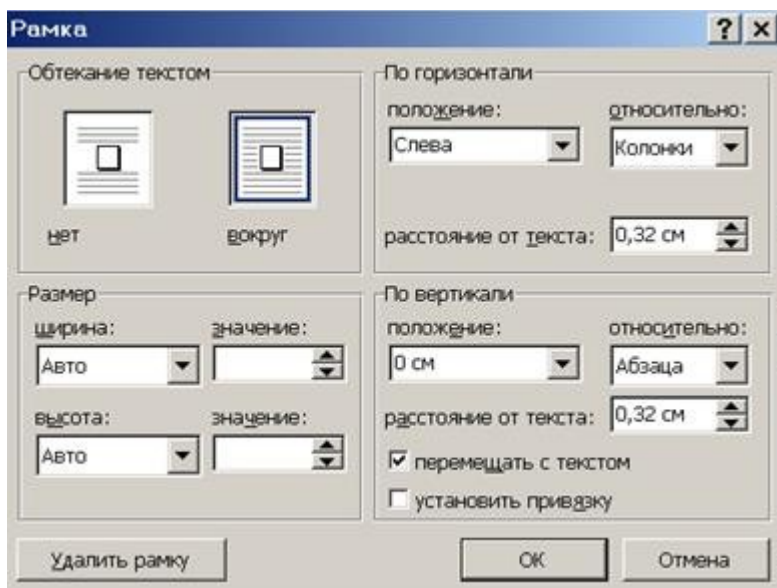 Рамка
Обтекание текстом
нет
вокруг
По горизонтали
положение:
относительно:
Слева
Колонки
расстояние от текста:
0,32 см
Размер
ширина:
значение:
Авто
высота:
значение:
Авто
По вертикали
положение:
относительно:
0 см
Абзаца
расстояние от текста:
0,32 см
перемещать с текстом
установить привязку
Удалить рамку
ОК
Отмена